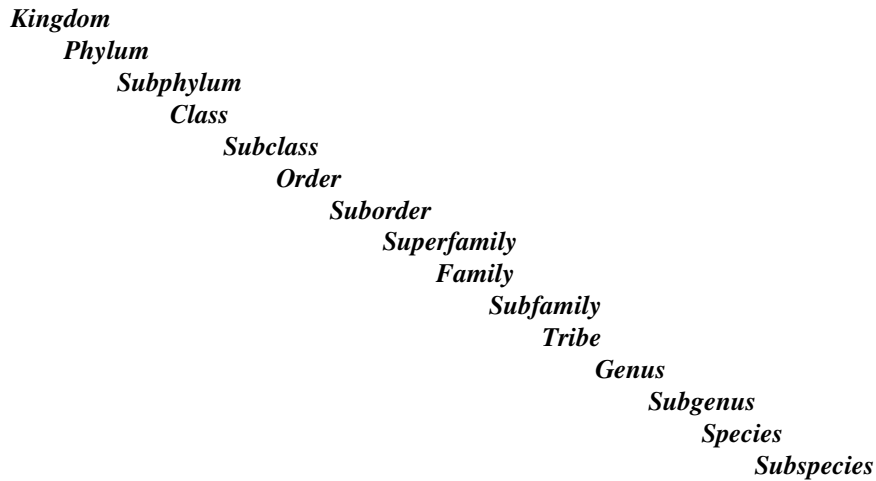 Kingdom
Phylum
Subphylum
Class
Subclass
Order
Suborder
Superfamily
Family
Subfamily
Tribe
Genus
Subgenus
Species
Subspecies